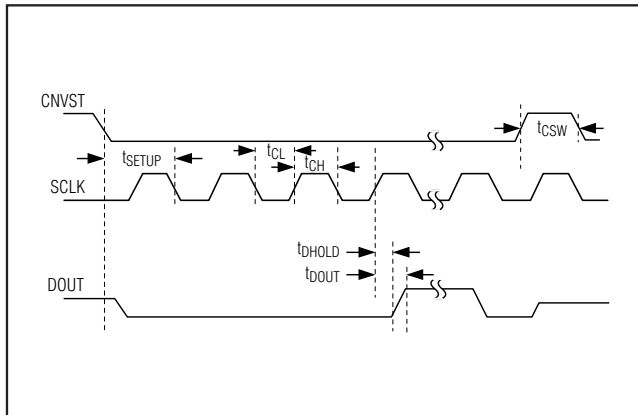 CNVST
tCSW
tSETUP
tCL
tCH
SCLK
tDHOLD
tDOUT
DOUT